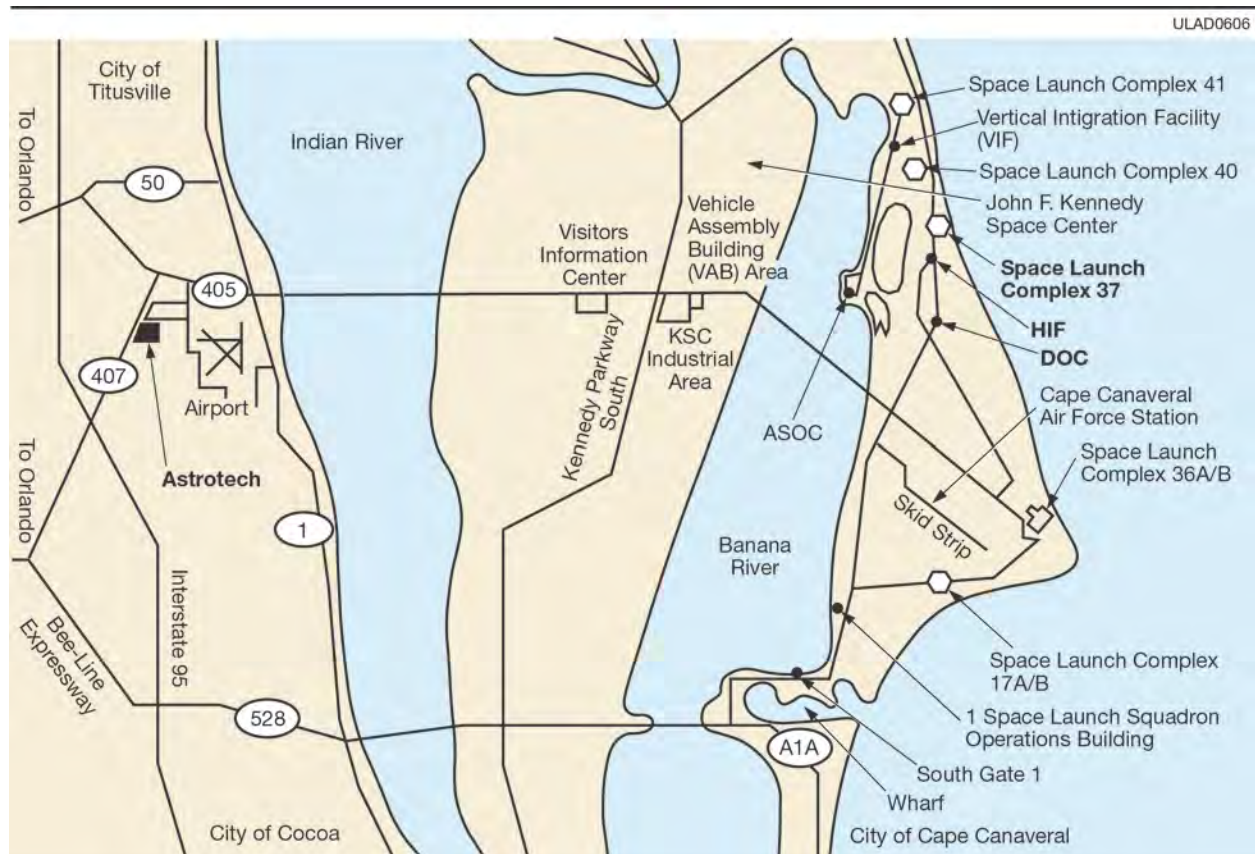 ULAD0606
City of
Titusville
To Orlando
50
Indian River
Space Launch Complex 41
Vertical Intigration Facility
(VIF)
Space Launch Complex 40
John F. Kennedy
Space Center
Visitors
Information
Center
Vehicle
Assembly
Building
(VAB) Area
Space Launch
Complex 37
405
HIF
DOC
407
Airport
KSC
Industrial
Area
Kennedy Parkway
South
ASOC
Cape Canaveral
Air Force Station
Space Launch
Complex 36A/B
To Orlando
Astrotech
1
Skid Strip
Banana
River
Interstate 95
Bee-Line
Expressway
Space Launch Complex
17A/B
528
A1A
1 Space Launch Squadron
Operations Building
South Gate 1
Wharf
City of Cocoa
City of Cape Canaveral